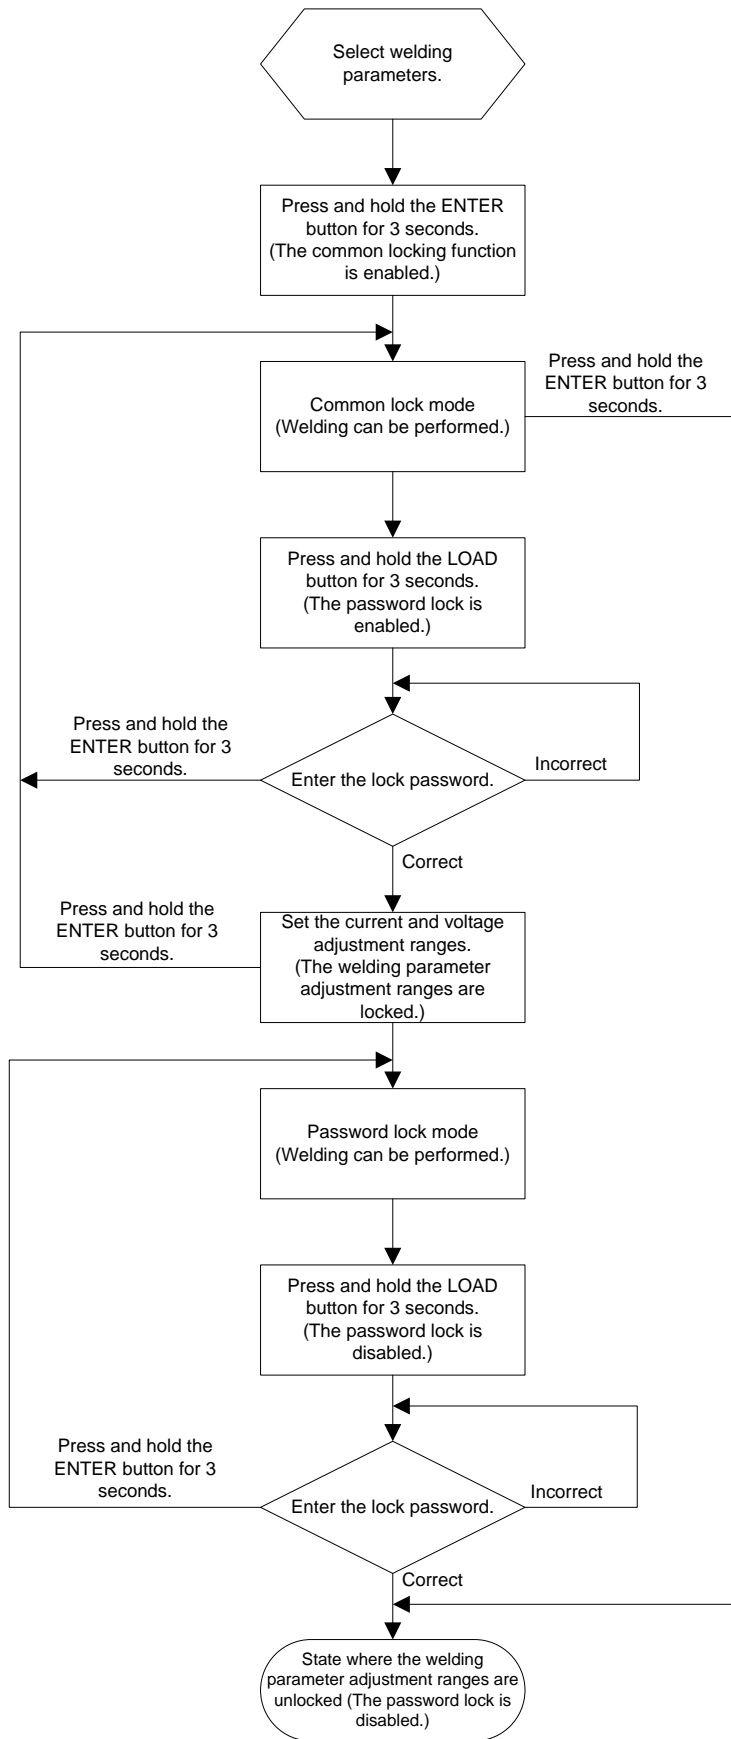 Select welding
parameters.
Press and hold the ENTER
button for 3 seconds.
(The common locking function
is enabled.)
Press and hold the
ENTER button for 3
seconds.
Common lock mode
(Welding can be performed.)
Press and hold the LOAD
button for 3 seconds.
(The password lock is
enabled.)
Press and hold the
ENTER button for 3
seconds.
Enter the lock password.
Incorrect
Correct
Press and hold the
ENTER button for 3
seconds.
Set the current and voltage
adjustment ranges.
(The welding parameter
adjustment ranges are
locked.)
Password lock mode
(Welding can be performed.)
Press and hold the LOAD
button for 3 seconds.
(The password lock is
disabled.)
Press and hold the
ENTER button for 3
seconds.
Enter the lock password.
Incorrect
Correct
State where the welding
parameter adjustment ranges are
unlocked (The password lock is
disabled.)